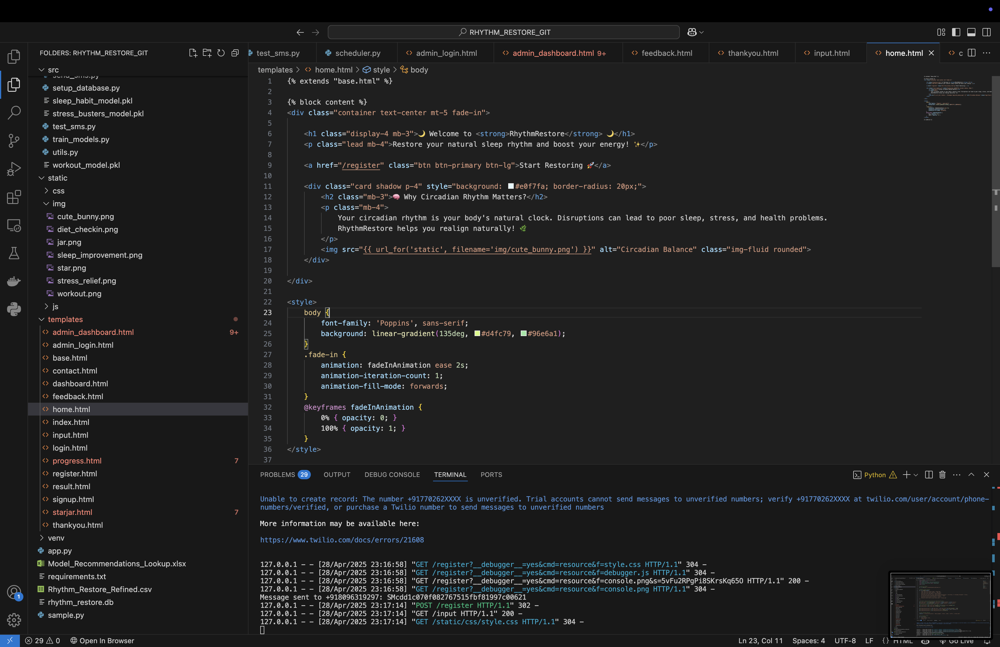 RHYTHM_RESTORE_GIT
FOLDERS: RHYTHM_RESTORE_GIT
src
send_sms.py
setup_database.py
sleep_habit_model.pkl
stress_busters_model.pkl
test_sms.py
train_models.py
utils.py
workout_model.pkl
static
css
img
cute_bunny.png
diet_checkin.png
jar.png
sleep_improvement.png
star.png
stress_relief.png
workout.png
js
templates
admin_dashboard.html 9+
admin_login.html
base.html
contact.html
dashboard.html
feedback.html
home.html
index.html
input.html
login.html
progress.html 7
register.html
result.html
signup.html
starjar.html 7
thankyou.html
venv
app.py
Model_Recommendations_Lookup.xlsx
requirements.txt
Rhythm_Restore_Refined.csv
rhythm_restore.db
sample.py
1
test_sms.py scheduler.py admin_login.html admin_dashboard.html 9+ feedback.html thankyou.html input.html home.html c
templates > home.html > style > body
1 {% extends "base.html" %}
2
3 {% block content %}
4 <div class="container text-center mt-5 fade-in">
5
6 <h1 class="display-4 mb-3">🌙 Welcome to <strong>RhythmRestore</strong> 🌙</h1>
7 <p class="lead mb-4">Restore your natural sleep rhythm and boost your energy! ✨</p>
8
9 <a href="/register" class="btn btn-primary btn-lg">Start Restoring 🚀</a>
10
11 <div class="card shadow p-4" style="background: #e0f7fa; border-radius: 20px;">
12 <h2 class="mb-3">🧠 Why Circadian Rhythm Matters?</h2>
13 <p class="mb-4">
14 Your circadian rhythm is your body's natural clock. Disruptions can lead to poor sleep, stress, and health problems.
15 RhythmRestore helps you realign naturally! 🌿
16 </p>
17 <img src="{{ url_for('static', filename='img/cute_bunny.png') }}" alt="Circadian Balance" class="img-fluid rounded">
18 </div>
19
20 </div>
21
22 <style>
23 body {
24 font-family: 'Poppins', sans-serif;
25 background: linear-gradient(135deg, #d4fc79, #96e6a1);
26 }
27 .fade-in {
28 animation: fadeInAnimation ease 2s;
29 animation-iteration-count: 1;
30 animation-fill-mode: forwards;
31 }
32 @keyframes fadeInAnimation {
33 0% { opacity: 0; }
34 100% { opacity: 1; }
35 }
36 </style>
37
PROBLEMS 29 OUTPUT DEBUG CONSOLE TERMINAL PORTS Python
Unable to create record: The number +91770262XXXX is unverified. Trial accounts cannot send messages to unverified numbers; verify +91770262XXXX at twilio.com/user/account/phone-
numbers/verified, or purchase a Twilio number to send messages to unverified numbers
More information may be available here:
https://www.twilio.com/docs/errors/21608
127.0.0.1 - - [28/Apr/2025 23:16:58] "GET /register?__debugger__=yes&cmd=resource&f=style.css HTTP/1.1" 304 -
127.0.0.1 - - [28/Apr/2025 23:16:58] "GET /register?__debugger__=yes&cmd=resource&f=debugger.js HTTP/1.1" 304 -
127.0.0.1 - - [28/Apr/2025 23:16:58] "GET /register?__debugger__=yes&cmd=resource&f=console.png&s=5vFu2RPgPi8SKrsKq65O HTTP/1.1" 200 -
127.0.0.1 - - [28/Apr/2025 23:16:58] "GET /register?__debugger__=yes&cmd=resource&f=console.png HTTP/1.1" 304 -
Message sent to +918096319297: SMcdd1c070f082767515fbf81997c00621
127.0.0.1 - - [28/Apr/2025 23:17:14] "POST /register HTTP/1.1" 302 -
127.0.0.1 - - [28/Apr/2025 23:17:14] "GET /input HTTP/1.1" 200 -
127.0.0.1 - - [28/Apr/2025 23:17:14] "GET /static/css/style.css HTTP/1.1" 304 -
29 0 Open In Browser Ln 23, Col 11 Spaces: 4 UTF-8 LF {} HTML Go Live